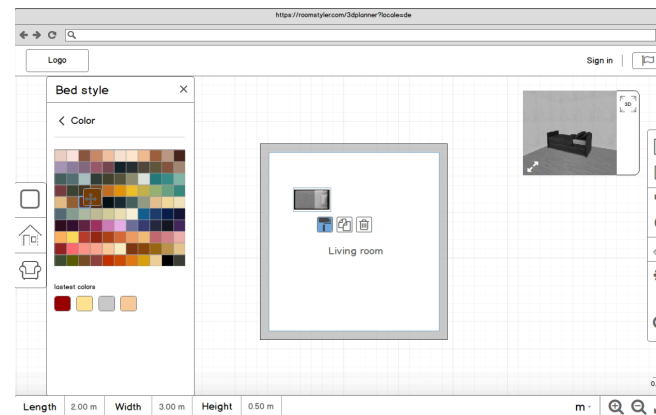 https://roomstyler.com/3dplanner?locale=de
Logo
Sign in
Bed style
Color
3D
Living room
lastest colors
Length 2.00 m Width 3.00 m Height 0.50 m
m